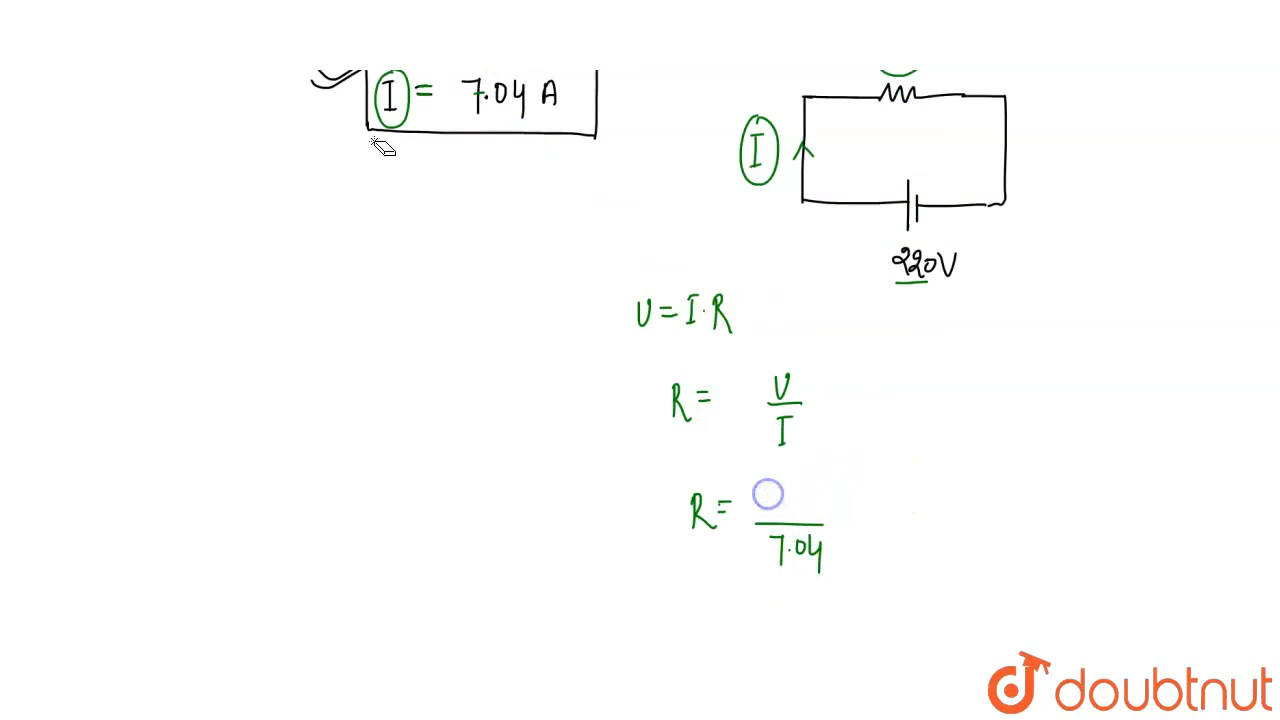 I = 7.04 A
I
220V
V = I·R
R = V/I
R = /7.04
doubtnut